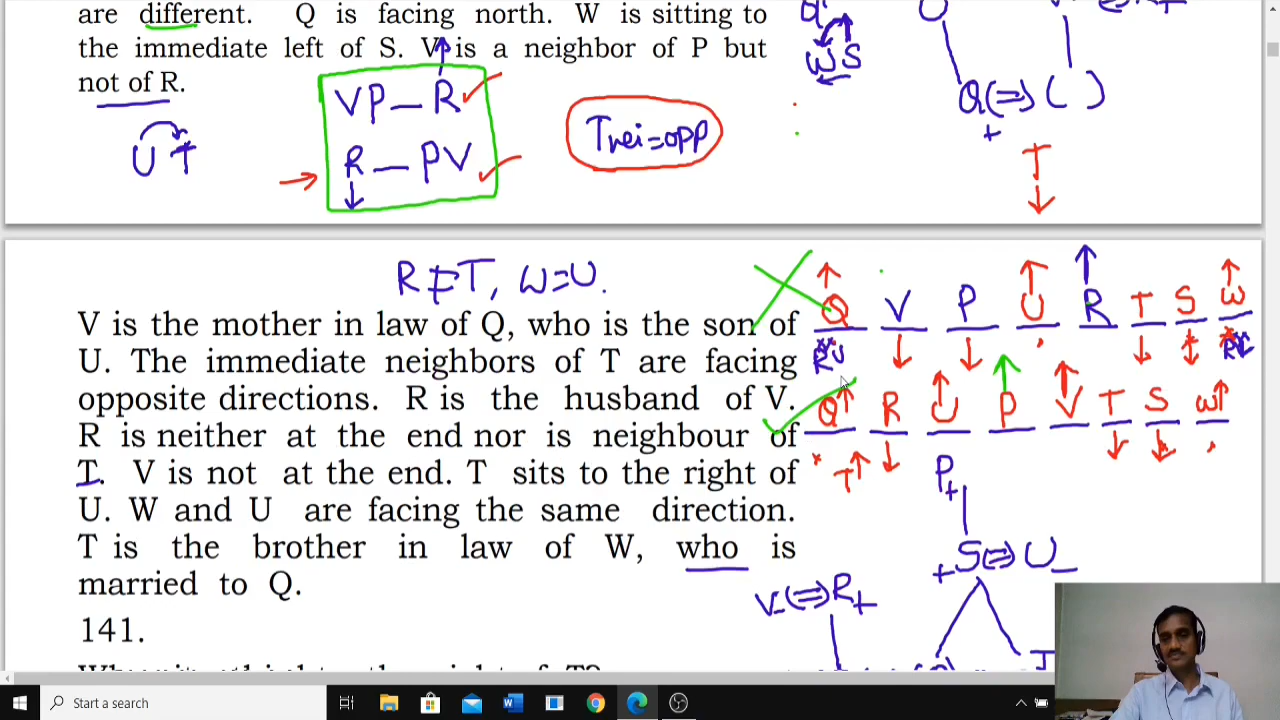 are different. Q is facing north. W is sitting to
the immediate left of S. V is a neighbor of P but
not of R.
VP_R
R_PV
U T
Trei=opp
WS
Q(⇔)( )
+
T
R⊄T, W=U.
V is the mother in law of Q, who is the son of
U. The immediate neighbors of T are facing
opposite directions. R is the husband of V.
R is neither at the end nor is neighbour of
T. V is not at the end. T sits to the right of
U. W and U are facing the same direction.
T is the brother in law of W, who is
married to Q.
141.
Q V P U R T S W
Q R U P V T S W
T
P+
+S⇔U_
V-(⇔)R+
Start search